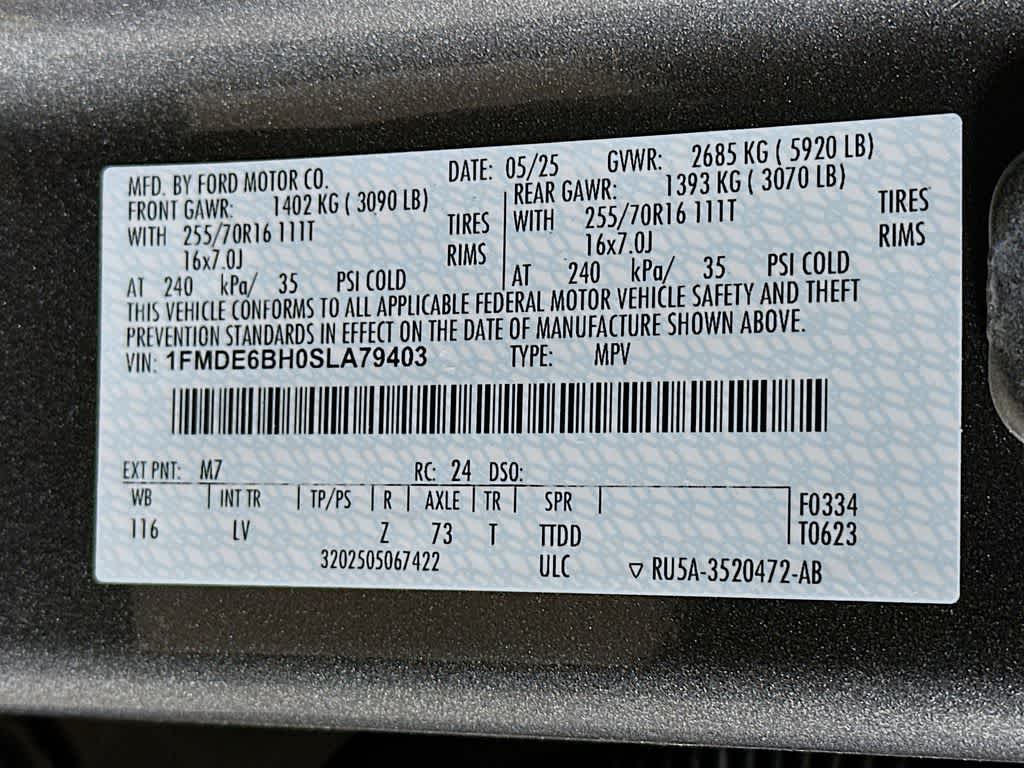 MFD. BY FORD MOTOR CO. DATE: 05/25 GVWR: 2685 KG ( 5920 LB)
FRONT GAWR: 1402 KG ( 3090 LB) REAR GAWR: 1393 KG ( 3070 LB)
WITH 255/70R16 111T TIRES WITH 255/70R16 111T TIRES
16x7.0J RIMS 16x7.0J RIMS
AT 240 kPa/ 35 PSI COLD AT 240 kPa/ 35 PSI COLD
THIS VEHICLE CONFORMS TO ALL APPLICABLE FEDERAL MOTOR VEHICLE SAFETY AND THEFT
PREVENTION STANDARDS IN EFFECT ON THE DATE OF MANUFACTURE SHOWN ABOVE.
VIN: 1FMDE6BH0SLA79403 TYPE: MPV
EXT PNT: M7 RC: 24 DSO:
WB INT TR TP/PS R AXLE TR SPR F0334
116 LV Z 73 T TTDD T0623
3202505067422 ULC ▽ RU5A-3520472-AB